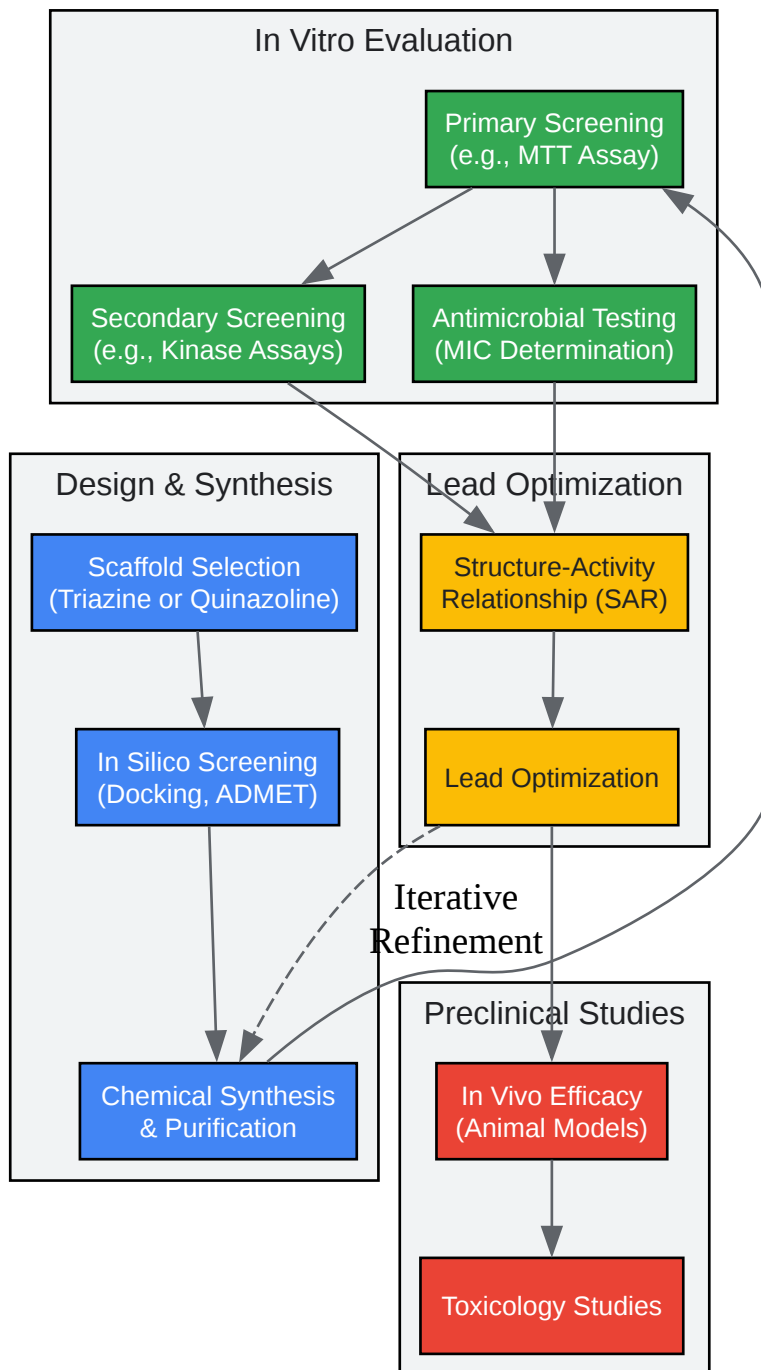 In Vitro Evaluation
Primary Screening
(e.g., MTT Assay)
Secondary Screening
(e.g., Kinase Assays)
Antimicrobial Testing
(MIC Determination)
Design & Synthesis
Scaffold Selection
(Triazine or Quinazoline)
In Silico Screening
(Docking, ADMET)
Chemical Synthesis
& Purification
Lead Optimization
Structure-Activity
Relationship (SAR)
Lead Optimization
Iterative
Refinement
Preclinical Studies
In Vivo Efficacy
(Animal Models)
Toxicology Studies